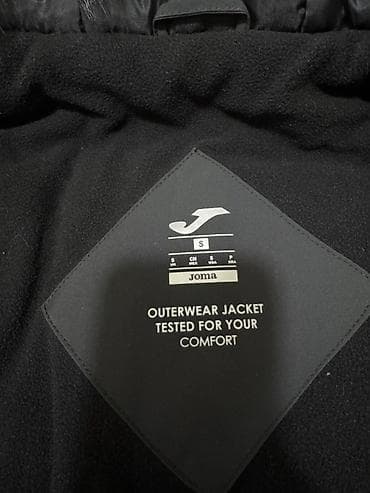 S
Joma
OUTERWEAR JACKET
TESTED FOR YOUR
COMFORT